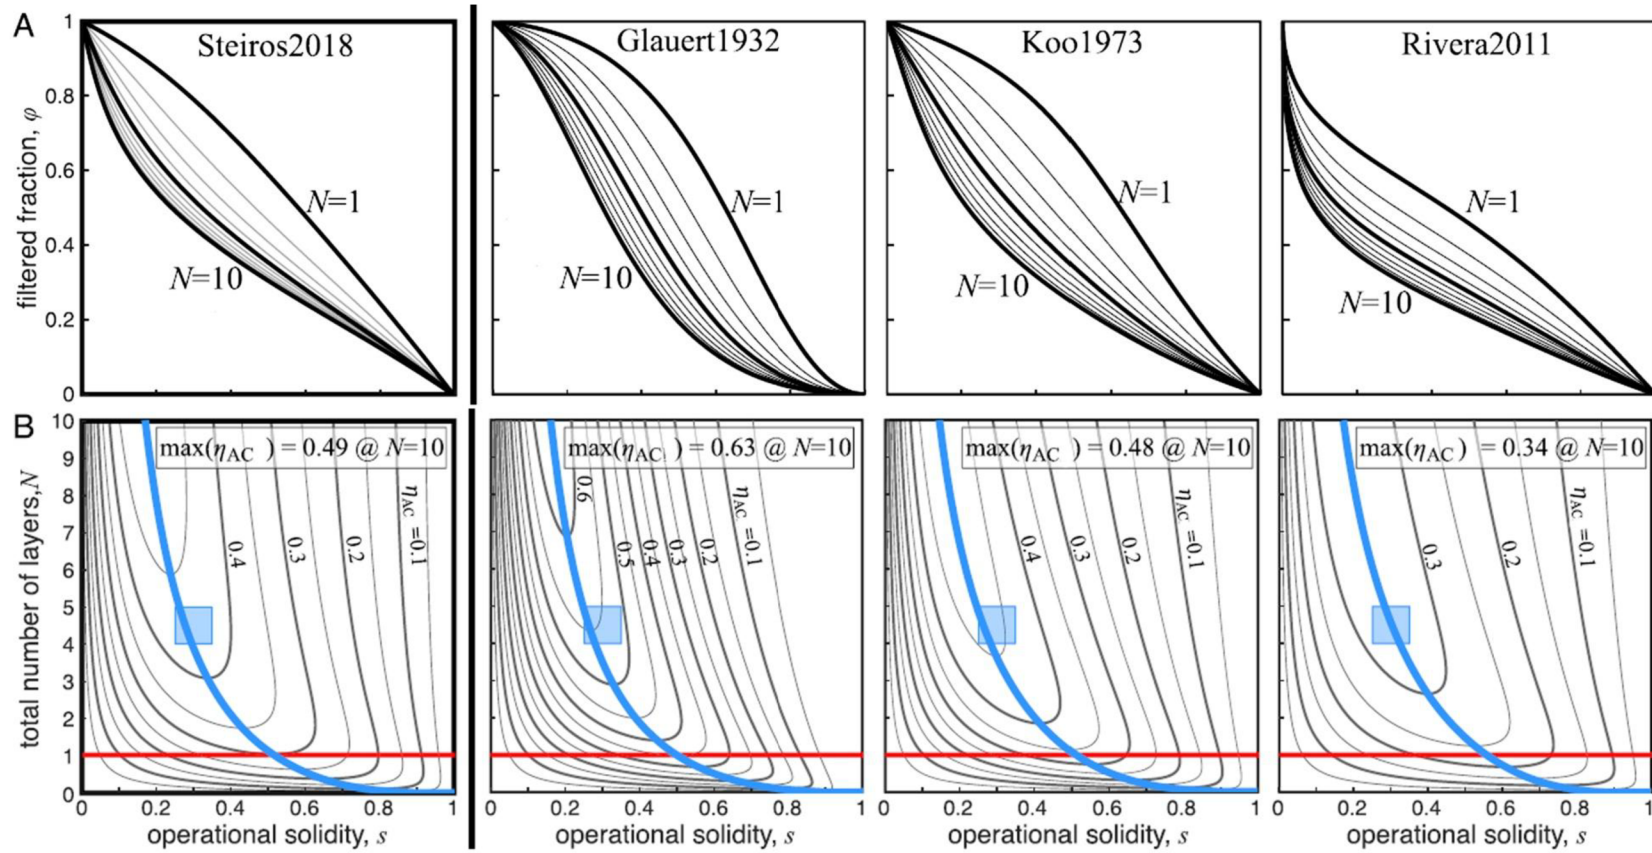 A
Steiros2018
Glauert1932
Koo1973
Rivera2011
filtered fraction, φ
1
0.8
0.6
0.4
0.2
0
N=1
N=10
N=1
N=10
N=1
N=10
N=1
N=10
B
total number of layers,N
10
9
8
7
6
5
4
3
2
1
0
max(ηAC ) = 0.49 @ N=10
ηAC =0.1
0.2
0.3
0.4
0 0.2 0.4 0.6 0.8 1
operational solidity, s
max(ηAC, ) = 0.63 @ N=10
0.6
0.5
0.4
0.3
0.2
ηAC =0.1
0 0.2 0.4 0.6 0.8 1
operational solidity, s
max(ηAC ) = 0.48 @ N=10
0.4
0.3
0.2
ηAC =0.1
0 0.2 0.4 0.6 0.8 1
operational solidity, s
max(ηAC ) = 0.34 @ N=10
0.3
0.2
ηAC =0.1
0 0.2 0.4 0.6 0.8 1
operational solidity, s